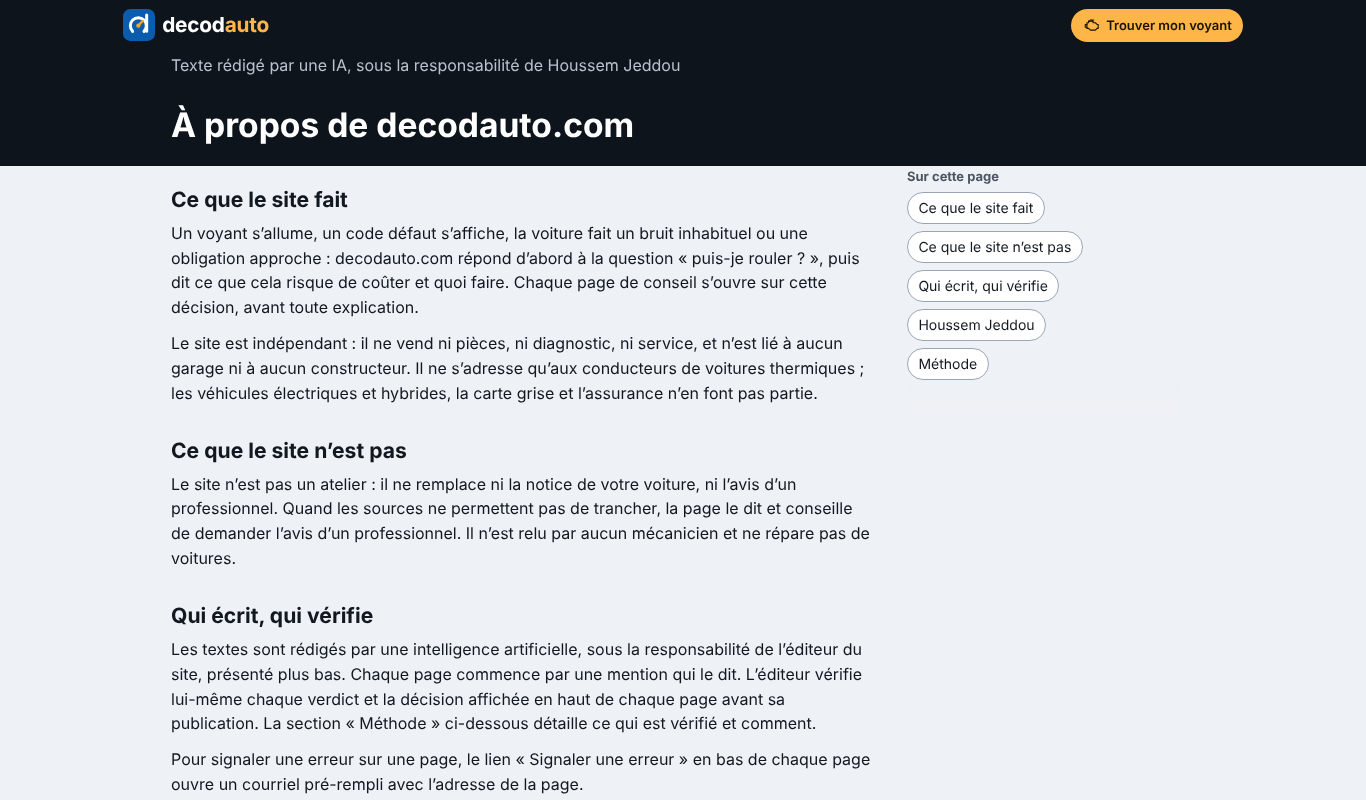 decodauto
Trouver mon voyant
Texte rédigé par une IA, sous la responsabilité de Houssem Jeddou
À propos de decodauto.com
Ce que le site fait
Un voyant s’allume, un code défaut s’affiche, la voiture fait un bruit inhabituel ou une
obligation approche : decodauto.com répond d’abord à la question « puis-je rouler ? », puis
dit ce que cela risque de coûter et quoi faire. Chaque page de conseil s’ouvre sur cette
décision, avant toute explication.
Le site est indépendant : il ne vend ni pièces, ni diagnostic, ni service, et n’est lié à aucun
garage ni à aucun constructeur. Il ne s’adresse qu’aux conducteurs de voitures thermiques ;
les véhicules électriques et hybrides, la carte grise et l’assurance n’en font pas partie.
Ce que le site n’est pas
Le site n’est pas un atelier : il ne remplace ni la notice de votre voiture, ni l’avis d’un
professionnel. Quand les sources ne permettent pas de trancher, la page le dit et conseille
de demander l’avis d’un professionnel. Il n’est relu par aucun mécanicien et ne répare pas de
voitures.
Qui écrit, qui vérifie
Les textes sont rédigés par une intelligence artificielle, sous la responsabilité de l’éditeur du
site, présenté plus bas. Chaque page commence par une mention qui le dit. L’éditeur vérifie
lui-même chaque verdict et la décision affichée en haut de chaque page avant sa
publication. La section « Méthode » ci-dessous détaille ce qui est vérifié et comment.
Pour signaler une erreur sur une page, le lien « Signaler une erreur » en bas de chaque page
ouvre un courriel pré-rempli avec l’adresse de la page.
Sur cette page
Ce que le site fait
Ce que le site n’est pas
Qui écrit, qui vérifie
Houssem Jeddou
Méthode